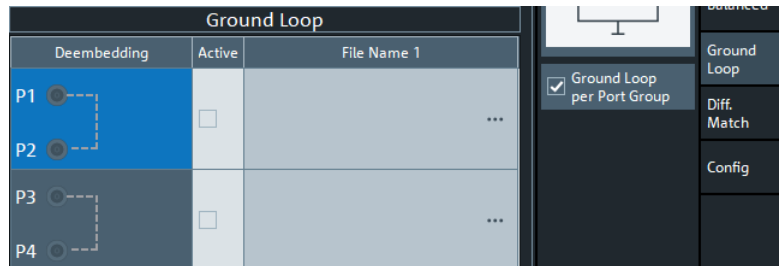 Ground Loop
Deembedding Active File Name 1
P1
...
P2
P3
...
P4
Ground Loop
per Port Group
Balanced
Ground
Loop
Diff.
Match
Config